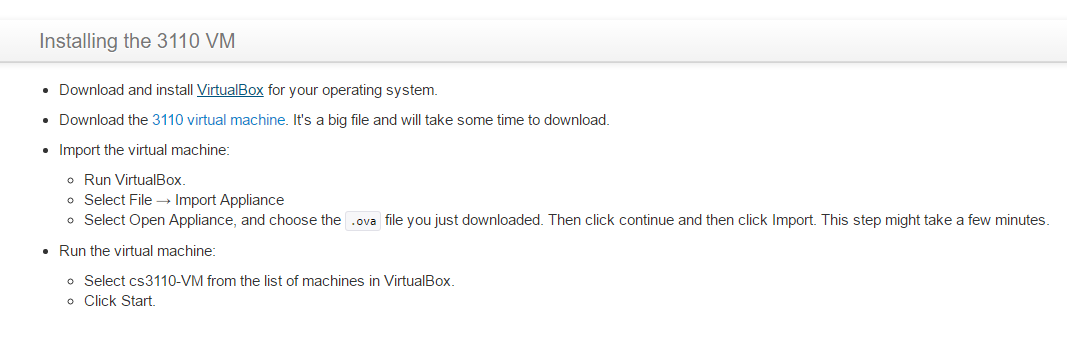 Installing the 3110 VM
• Download and install VirtualBox for your operating system.
• Download the 3110 virtual machine. It's a big file and will take some time to download.
• Import the virtual machine:
◦ Run VirtualBox.
◦ Select File → Import Appliance
◦ Select Open Appliance, and choose the .ova file you just downloaded. Then click continue and then click Import. This step might take a few minutes.
• Run the virtual machine:
◦ Select cs3110-VM from the list of machines in VirtualBox.
◦ Click Start.